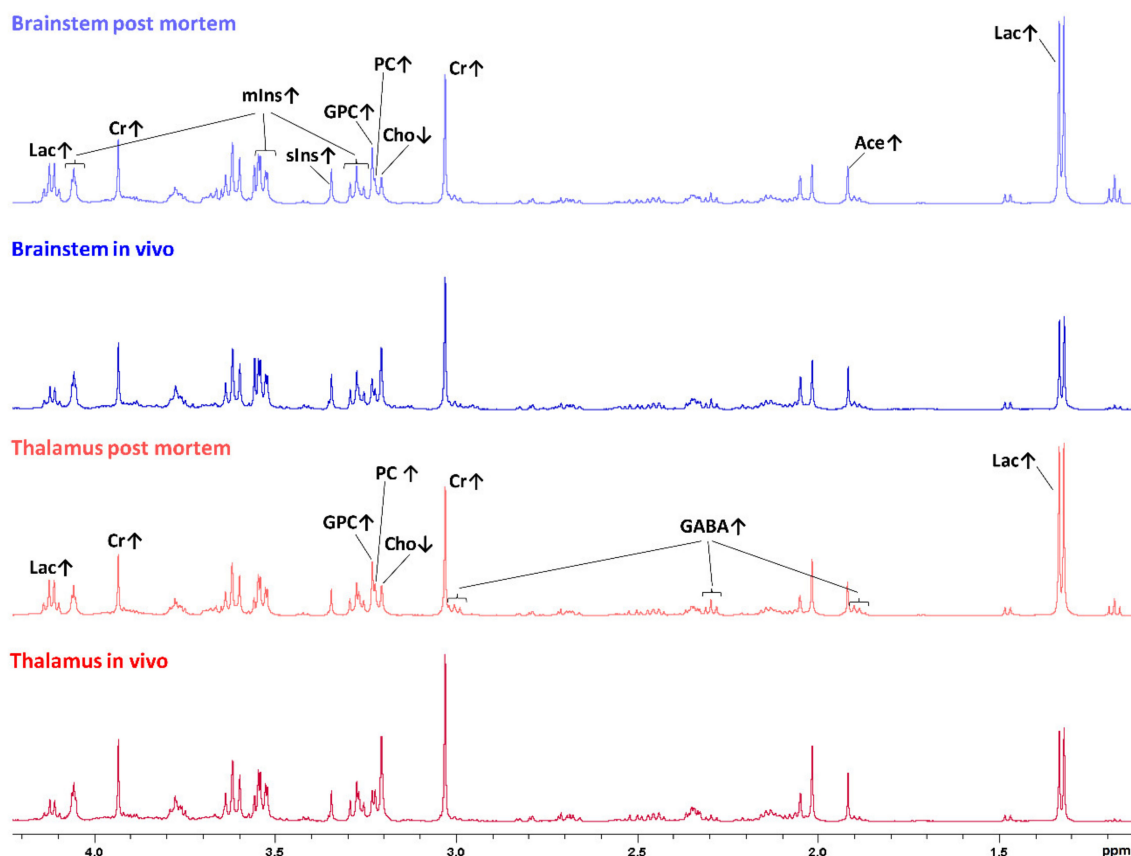 Brainstem post mortem
Lac↑
PC↑
Cr↑
mIns↑
GPC↑
Cho↓
Cr↑
Lac↑
sIns↑
Ace↑
Brainstem in vivo
Thalamus post mortem
Lac↑
PC ↑
Cr↑
GPC↑
GABA↑
Cr↑
Cho↓
Lac↑
Thalamus in vivo
4.0 3.5 3.0 2.5 2.0 1.5 ppm